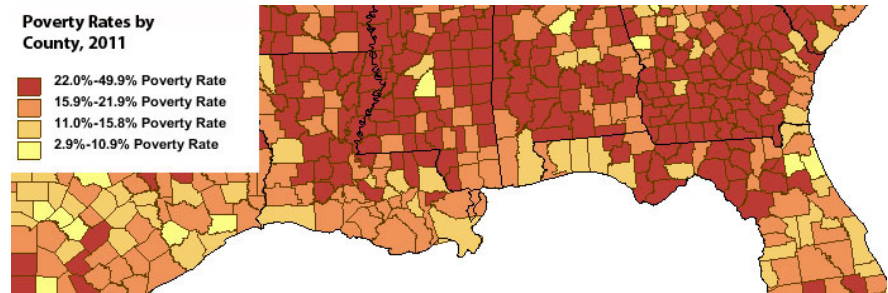 Poverty Rates by
County, 2011
22.0%-49.9% Poverty Rate
15.9%-21.9% Poverty Rate
11.0%-15.8% Poverty Rate
2.9%-10.9% Poverty Rate